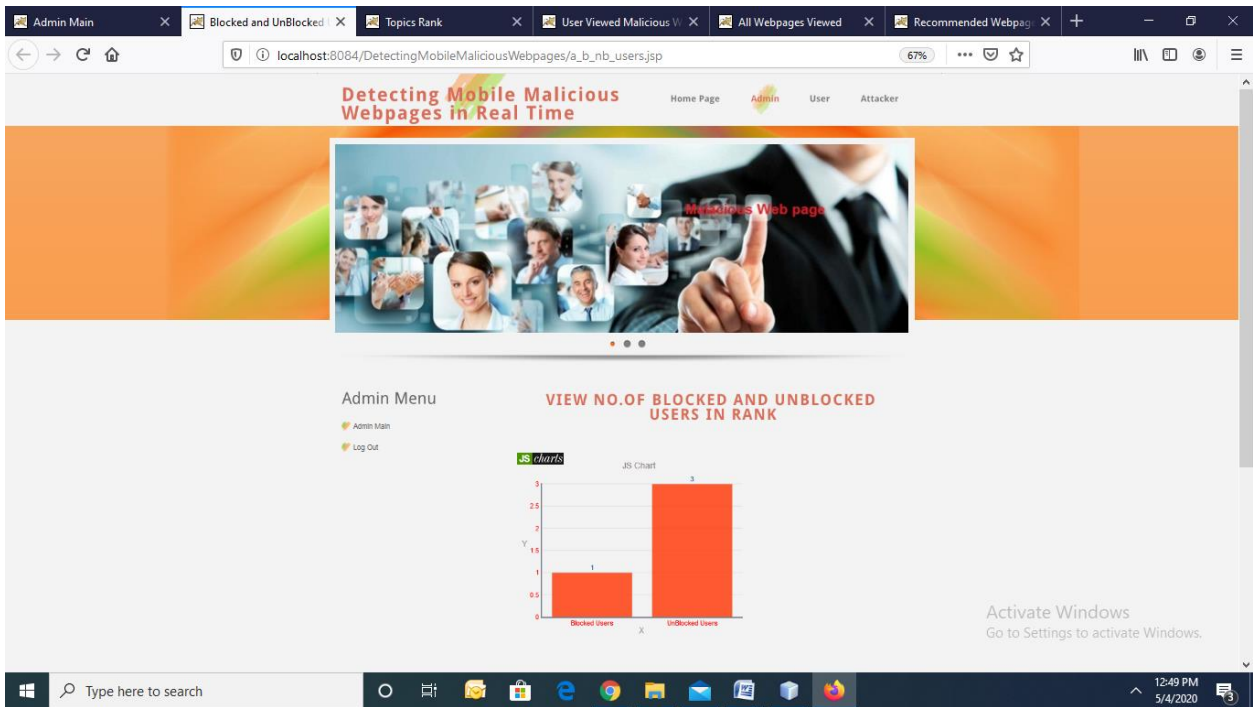 Admin Main
Blocked and UnBlocked
Topics Rank
User Viewed Malicious W
All Webpages Viewed
Recommended Webpag
localhost:8084/DetectingMobileMaliciousWebpages/a_b_nb_users.jsp
67%
Detecting Mobile Malicious
Webpages in Real Time
Home Page
Admin
User
Attacker
Malacious Web page
Admin Menu
Admin Main
Log Out
VIEW NO.OF BLOCKED AND UNBLOCKED
USERS IN RANK
JS charts
JS Chart
3
3
2.5
2
Y
1.5
1
1
0.5
0
Blocked Users
UnBlocked Users
X
Activate Windows
Go to Settings to activate Windows.
Type here to search
12:49 PM
5/4/2020
3